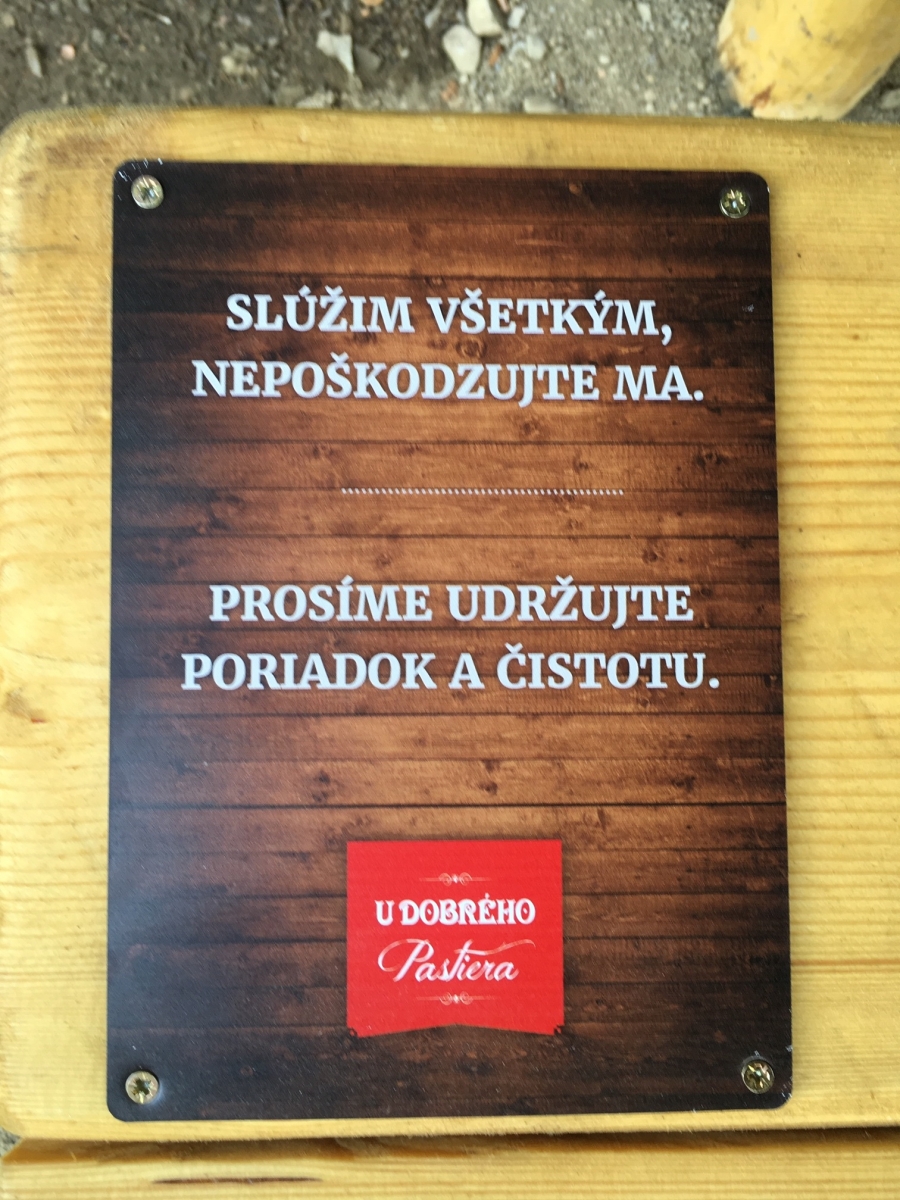 SLÚŽIM VŠETKÝM,
NEPOŠKODZUJTE MA.
PROSÍME UDRŽUJTE
PORIADOK A ČISTOTU.
U DOBRÉHO
Pastiera